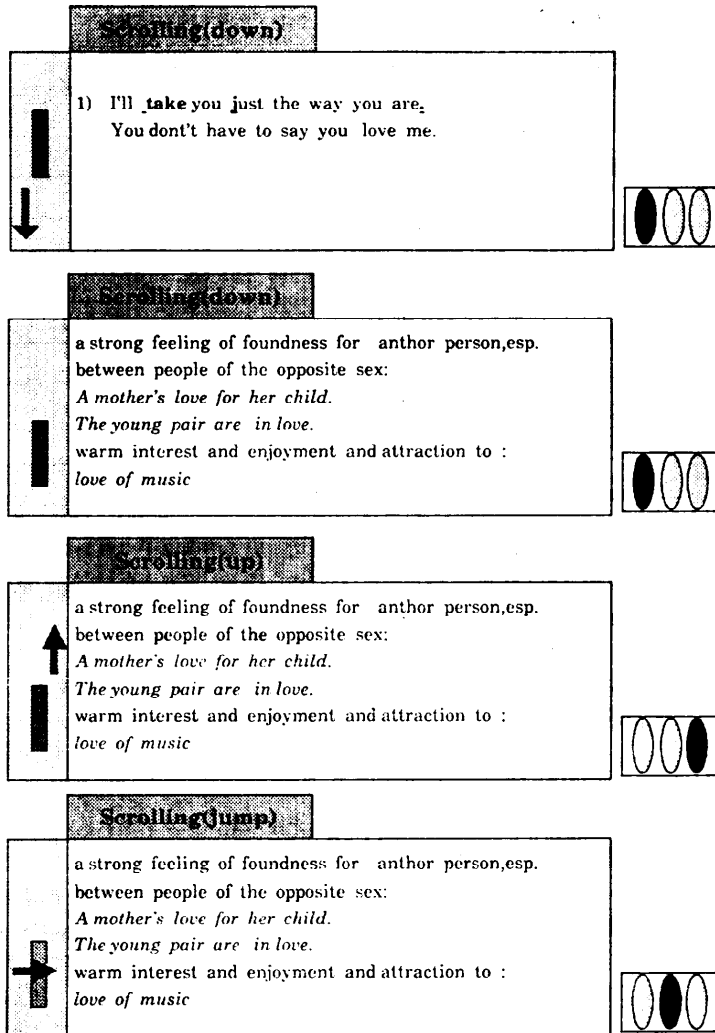 Scrolling(down)
1) I'll take you just the way you are.
You dont't have to say you love me.
Scrolling(down)
a strong feeling of foundness for anthor person,esp.
between people of the opposite sex:
A mother's love for her child.
The young pair are in love.
warm interest and enjoyment and attraction to :
love of music
Scrolling(up)
a strong feeling of foundness for anthor person,esp.
between people of the opposite sex:
A mother's love for her child.
The young pair are in love.
warm interest and enjoyment and attraction to :
love of music
Scrolling(jump)
a strong feeling of foundness for anthor person,esp.
between people of the opposite sex:
A mother's love for her child.
The young pair are in love.
warm interest and enjoyment and attraction to :
love of music